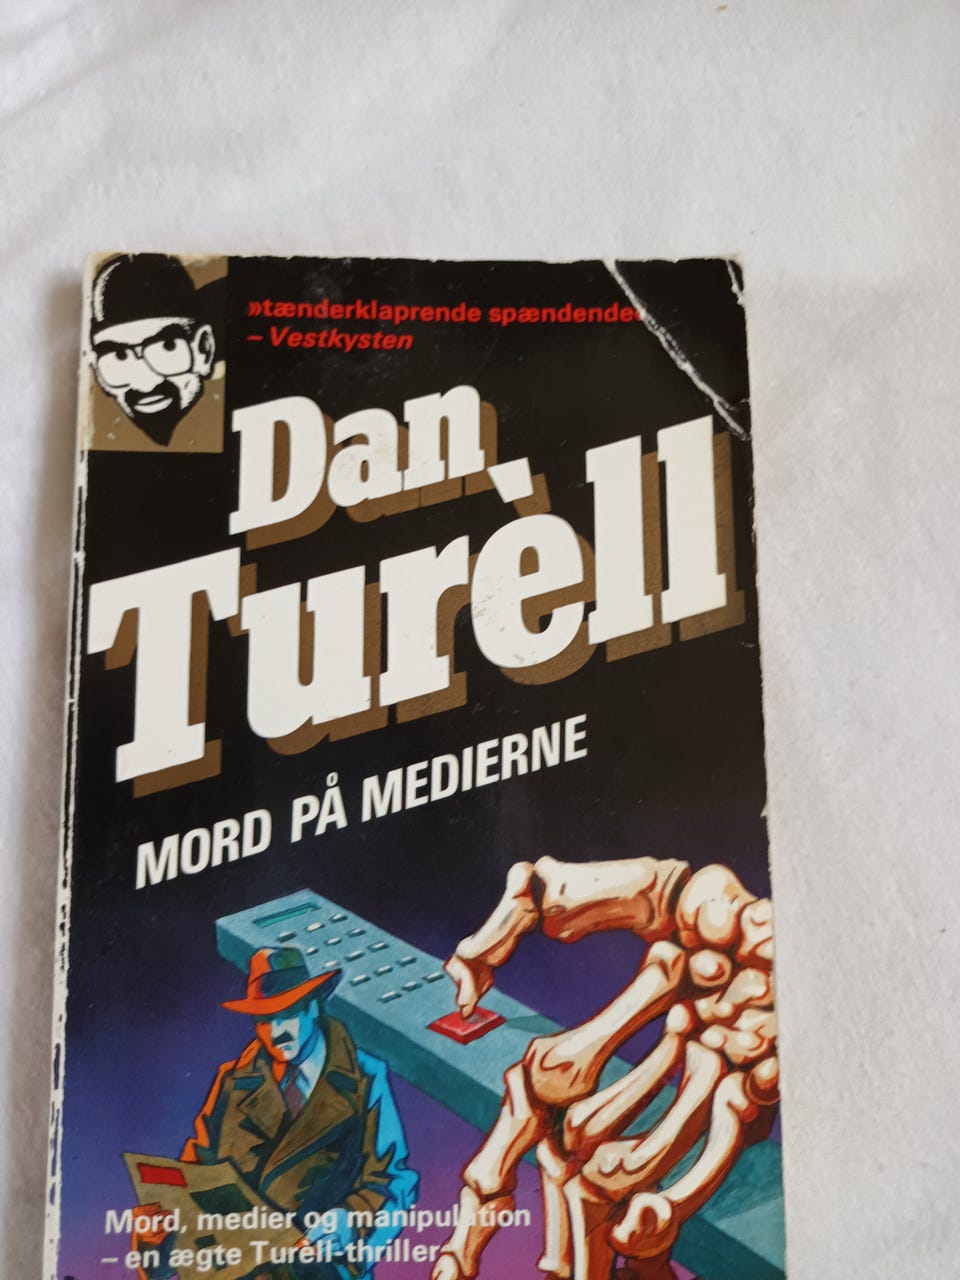 »tænderklaprende spændende«
– Vestkysten
Dan
Turèll
MORD PÅ MEDIERNE
Mord, medier og manipulation
– en ægte Turèll-thriller